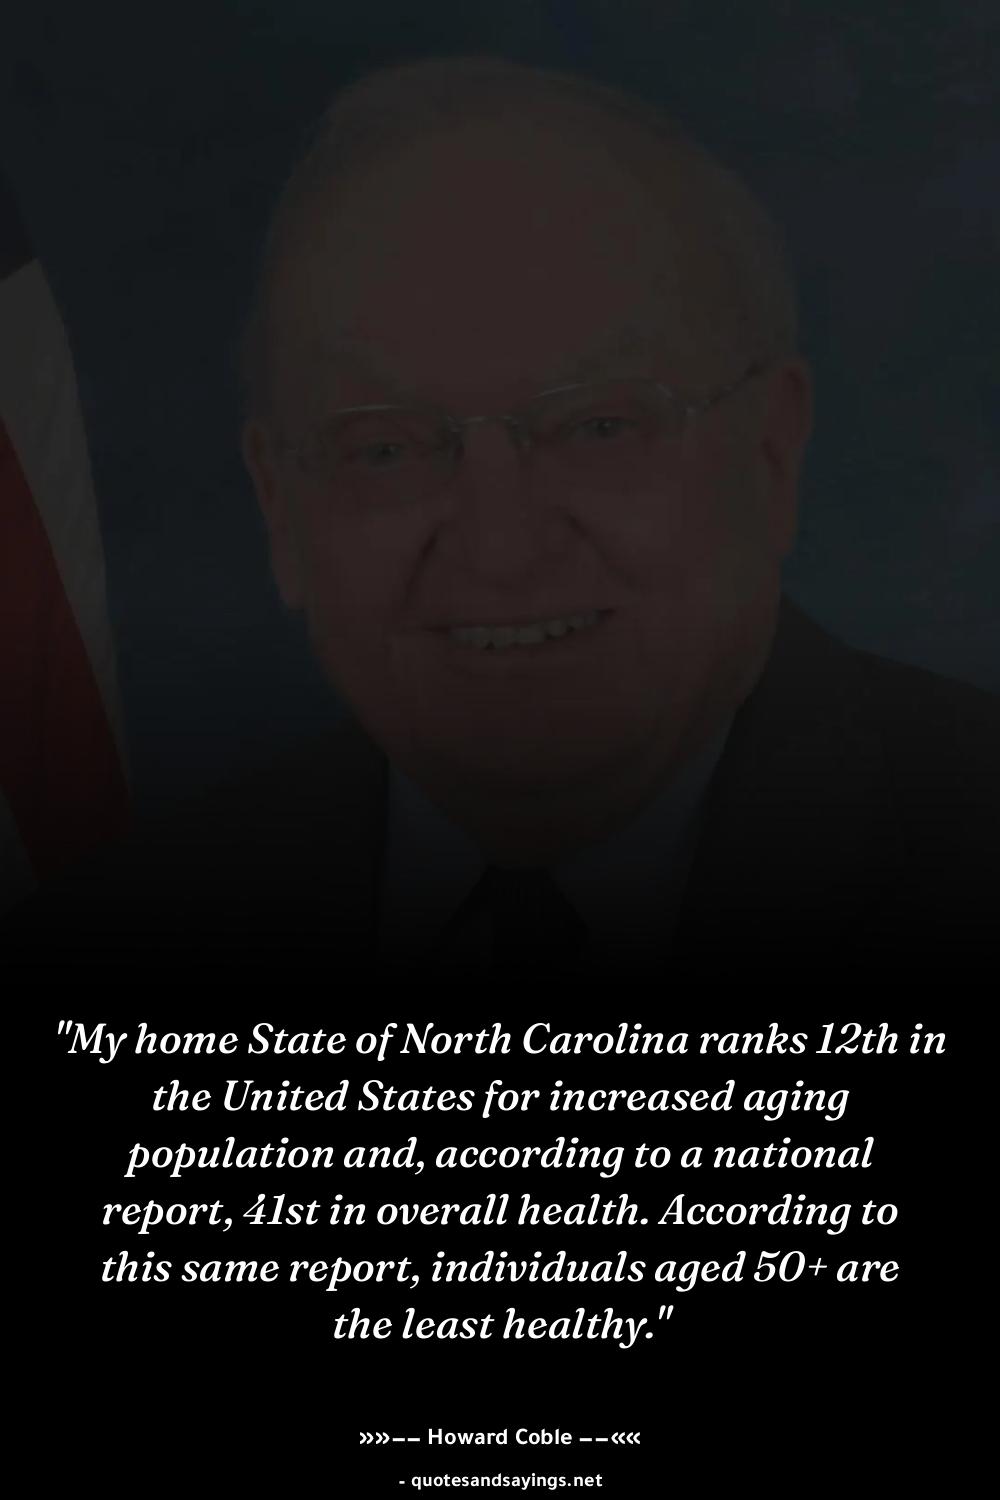 "My home State of North Carolina ranks 12th in
the United States for increased aging
population and, according to a national
report, 41st in overall health. According to
this same report, individuals aged 50+ are
the least healthy."
»»–– Howard Coble ––««
- quotesandsayings.net